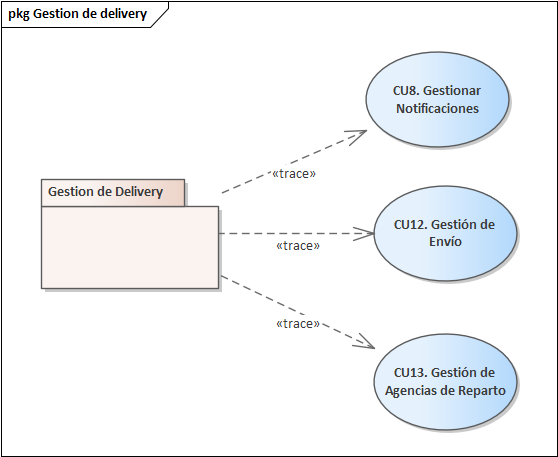 pkg Gestion de delivery
CU8. Gestionar
Notificaciones
«trace»
Gestion de Delivery
CU12. Gestión de
Envío
«trace»
«trace»
CU13. Gestión de
Agencias de Reparto